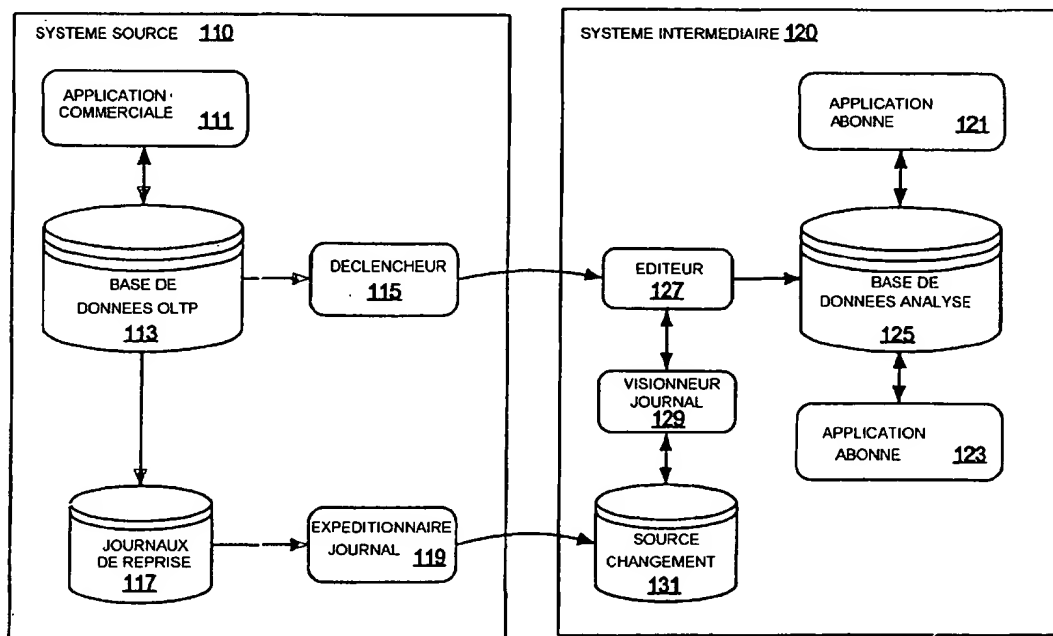 SYSTEME SOURCE 110
APPLICATION
COMMERCIALE 111
BASE DE
DONNEES OLTP
113
DECLENCHEUR
115
JOURNAUX
DE REPRISE
117
EXPEDITIONNAIRE
JOURNAL 119
SYSTEME INTERMEDIAIRE 120
APPLICATION
ABONNE 121
EDITEUR
127
BASE DE
DONNEES ANALYSE
125
VISIONNEUR
JOURNAL
129
APPLICATION
ABONNE 123
SOURCE
CHANGEMENT
131